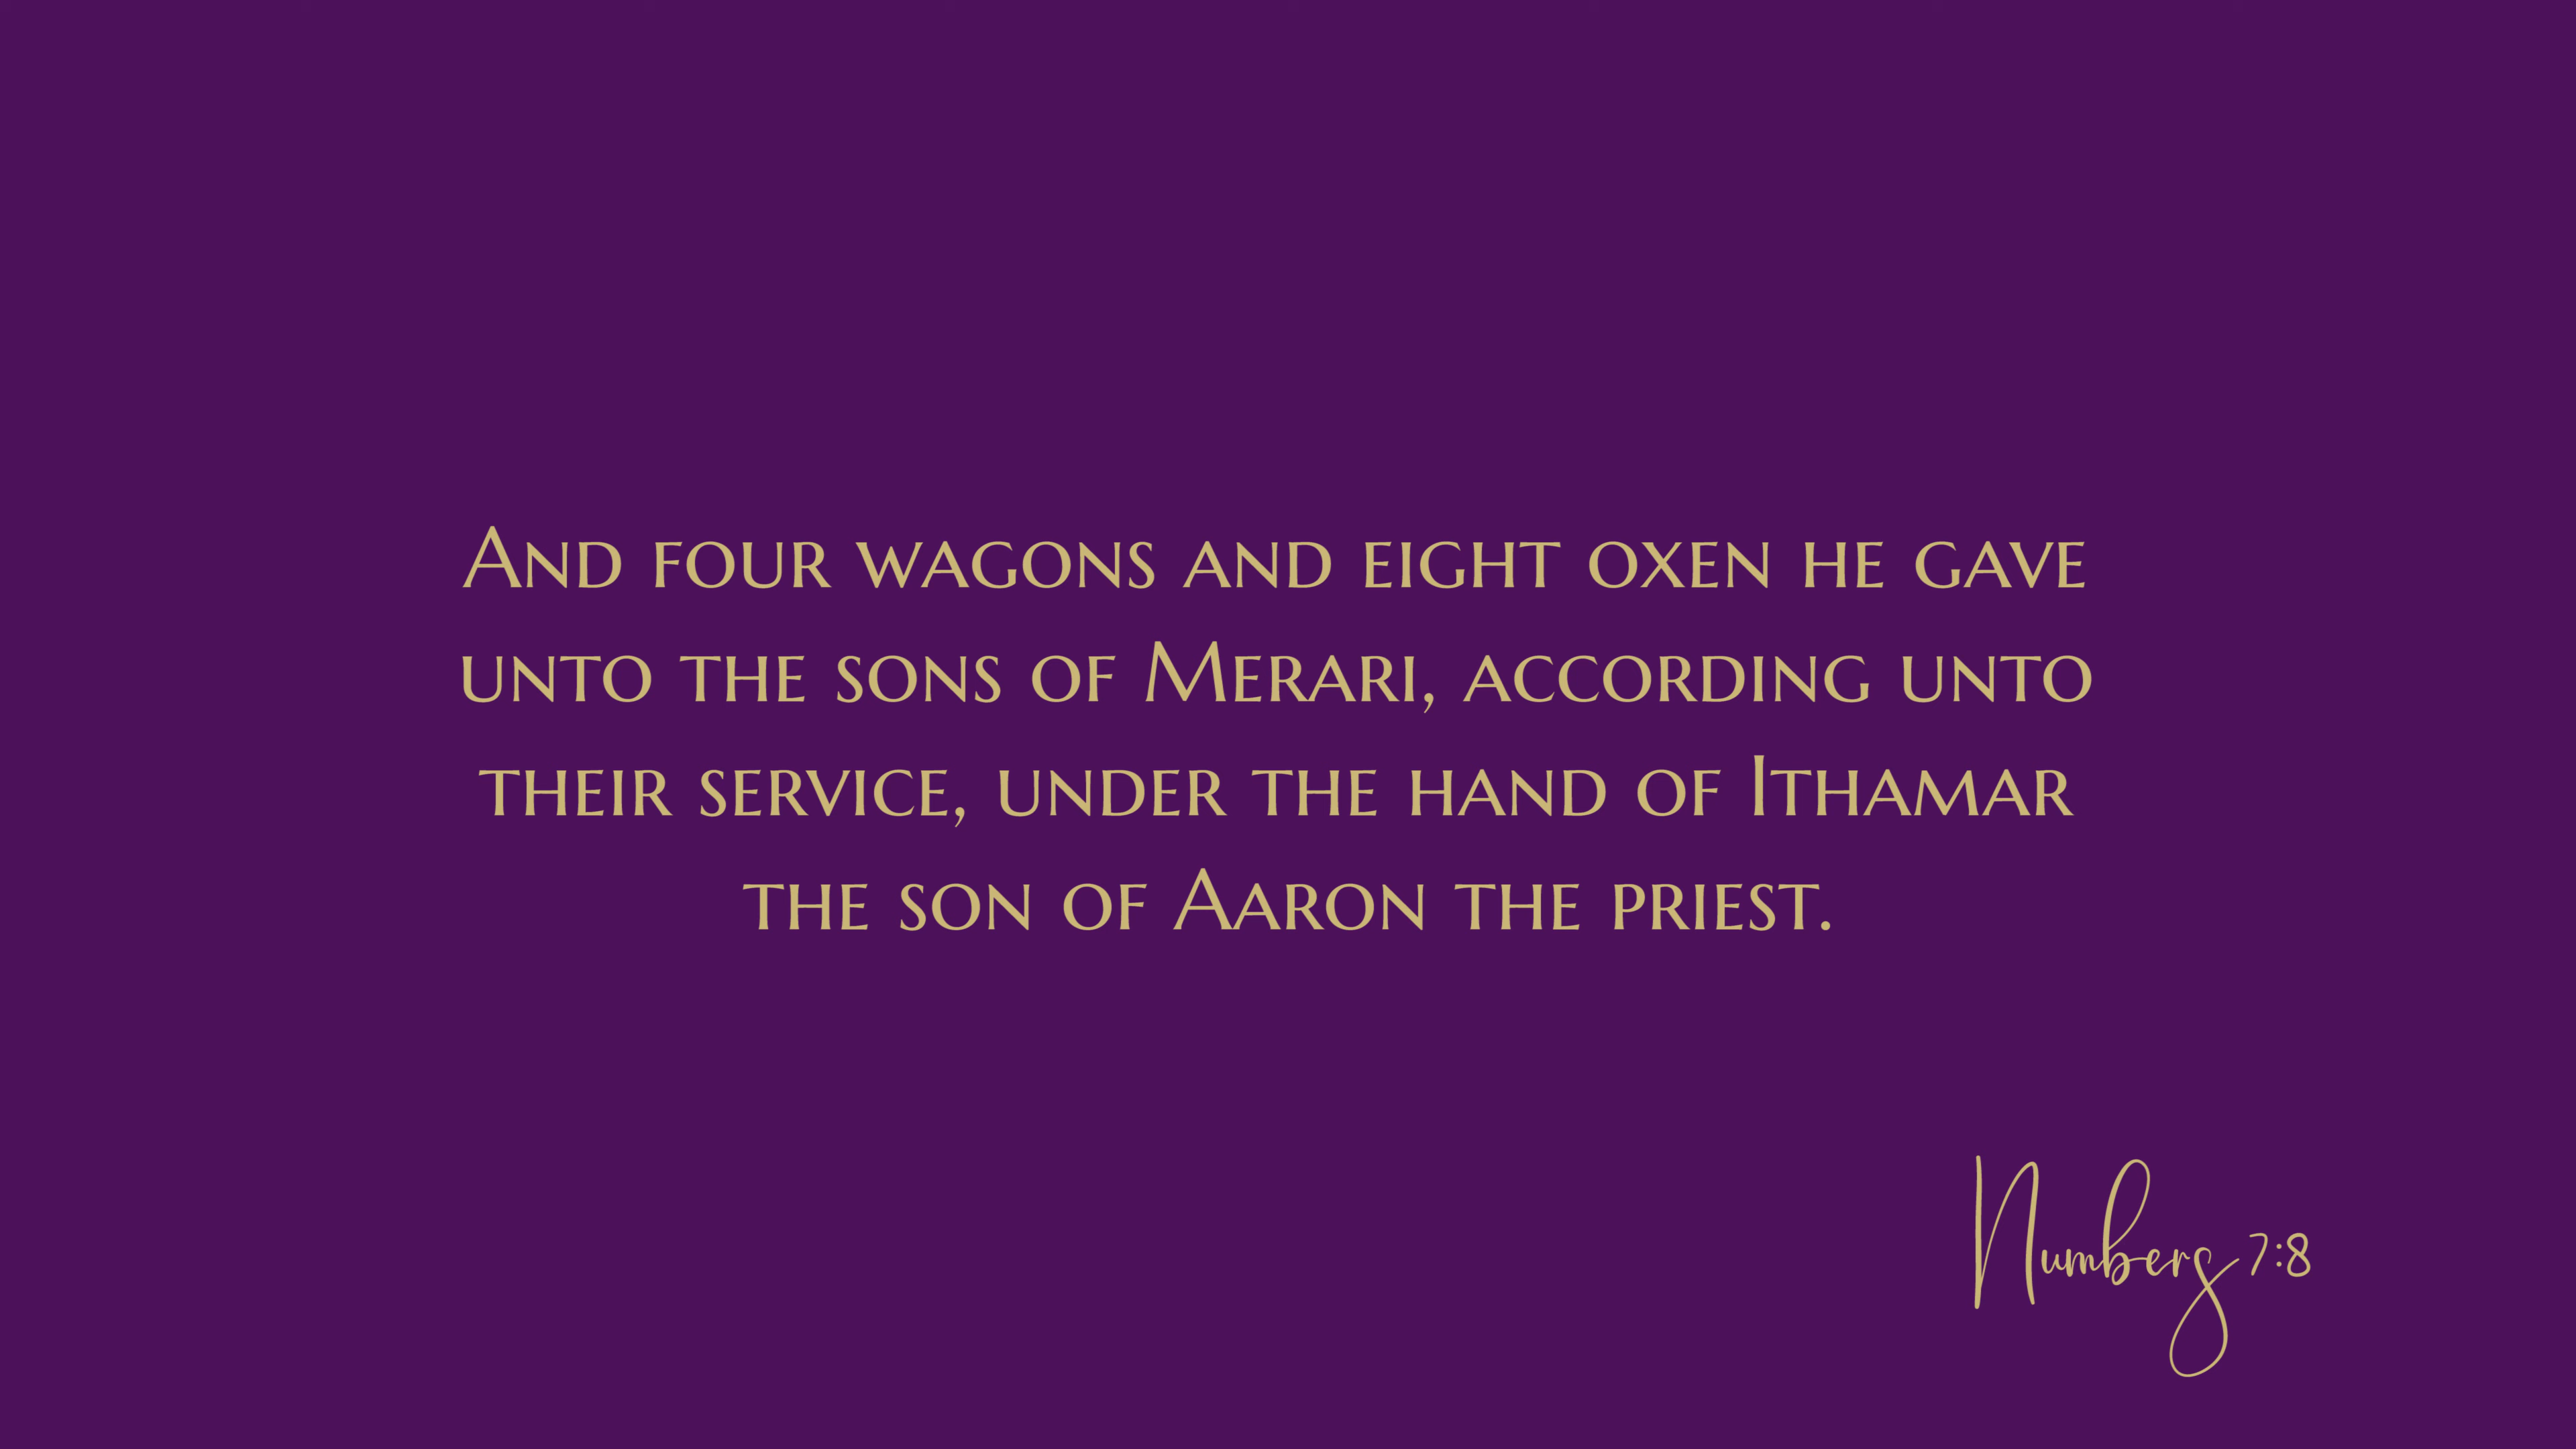 And four wagons and eight oxen he gave
unto the sons of Merari, according unto
their service, under the hand of Ithamar
the son of Aaron the priest.
Numbers 7:8